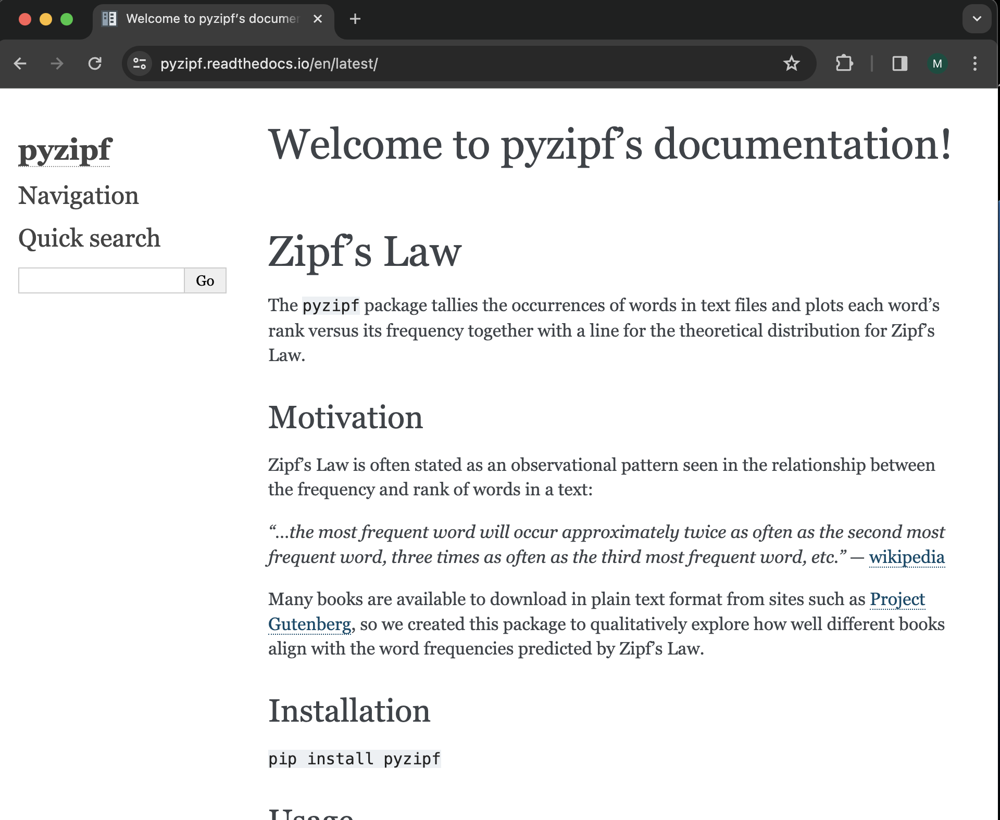 Welcome to pyzipf’s documen
pyzipf.readthedocs.io/en/latest/
M
pyzipf
Navigation
Quick search
Go
Welcome to pyzipf’s documentation!
Zipf’s Law
The pyzipf package tallies the occurrences of words in text files and plots each word’s
rank versus its frequency together with a line for the theoretical distribution for Zipf’s
Law.
Motivation
Zipf’s Law is often stated as an observational pattern seen in the relationship between
the frequency and rank of words in a text:
“…the most frequent word will occur approximately twice as often as the second most
frequent word, three times as often as the third most frequent word, etc.” — wikipedia
Many books are available to download in plain text format from sites such as Project
Gutenberg, so we created this package to qualitatively explore how well different books
align with the word frequencies predicted by Zipf’s Law.
Installation
pip install pyzipf
Usage